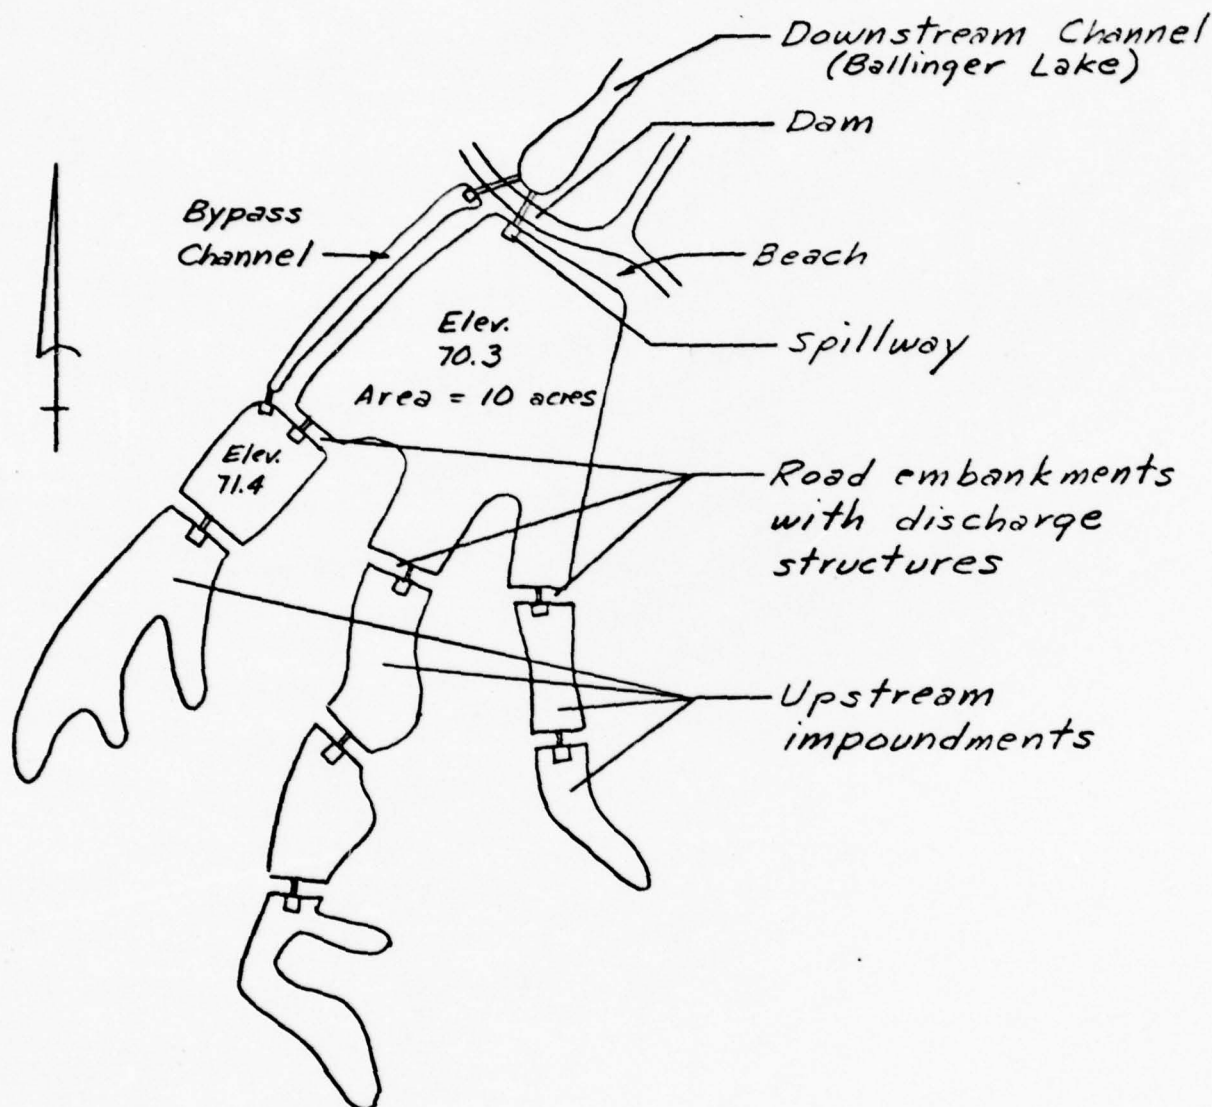 Downstream Channel
(Ballinger Lake)
Dam
Bypass
Channel
Beach
Elev.
70.3
Area = 10 acres
Spillway
Elev.
71.4
Road embankments
with discharge
structures
Upstream
impoundments